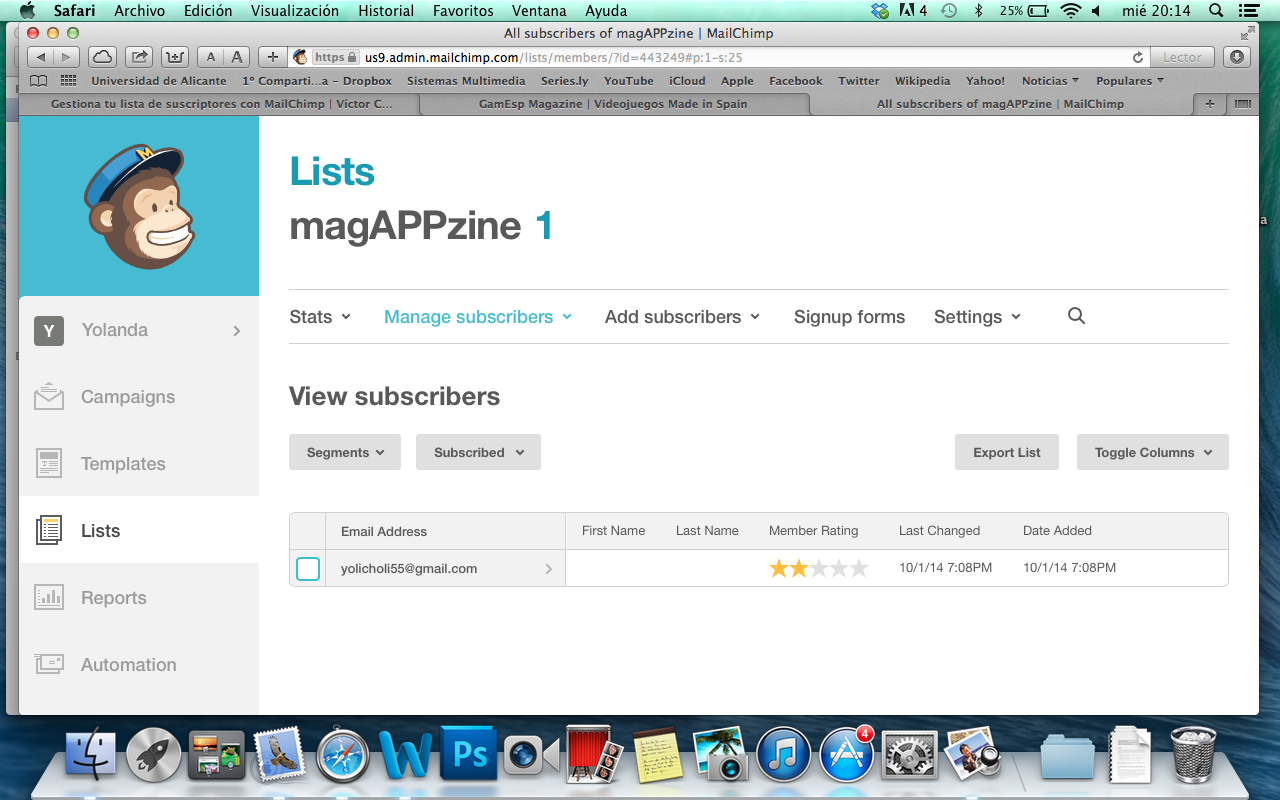 Safari Archivo Edición Visualización Historial Favoritos Ventana Ayuda 4 25% mié 20:14
All subscribers of magAPPzine | MailChimp
A A https us9.admin.mailchimp.com/lists/members/?id=443249#p:1-s:25 Lector
Universidad de Alicante 1º Comparti...a – Dropbox Sistemas Multimedia Series.ly YouTube iCloud Apple Facebook Twitter Wikipedia Yahoo! Noticias Populares
Gestiona tu lista de suscriptores con MailChimp | Víctor C... GamEsp Magazine | Videojuegos Made in Spain All subscribers of magAPPzine | MailChimp
M
Lists
magAPPzine 1
Y Yolanda
Campaigns
Templates
Lists
Reports
Automation
Stats Manage subscribers Add subscribers Signup forms Settings
View subscribers
Segments Subscribed Export List Toggle Columns
Email Address First Name Last Name Member Rating Last Changed Date Added
yolicholi55@gmail.com 10/1/14 7:08PM 10/1/14 7:08PM
W Ps 4